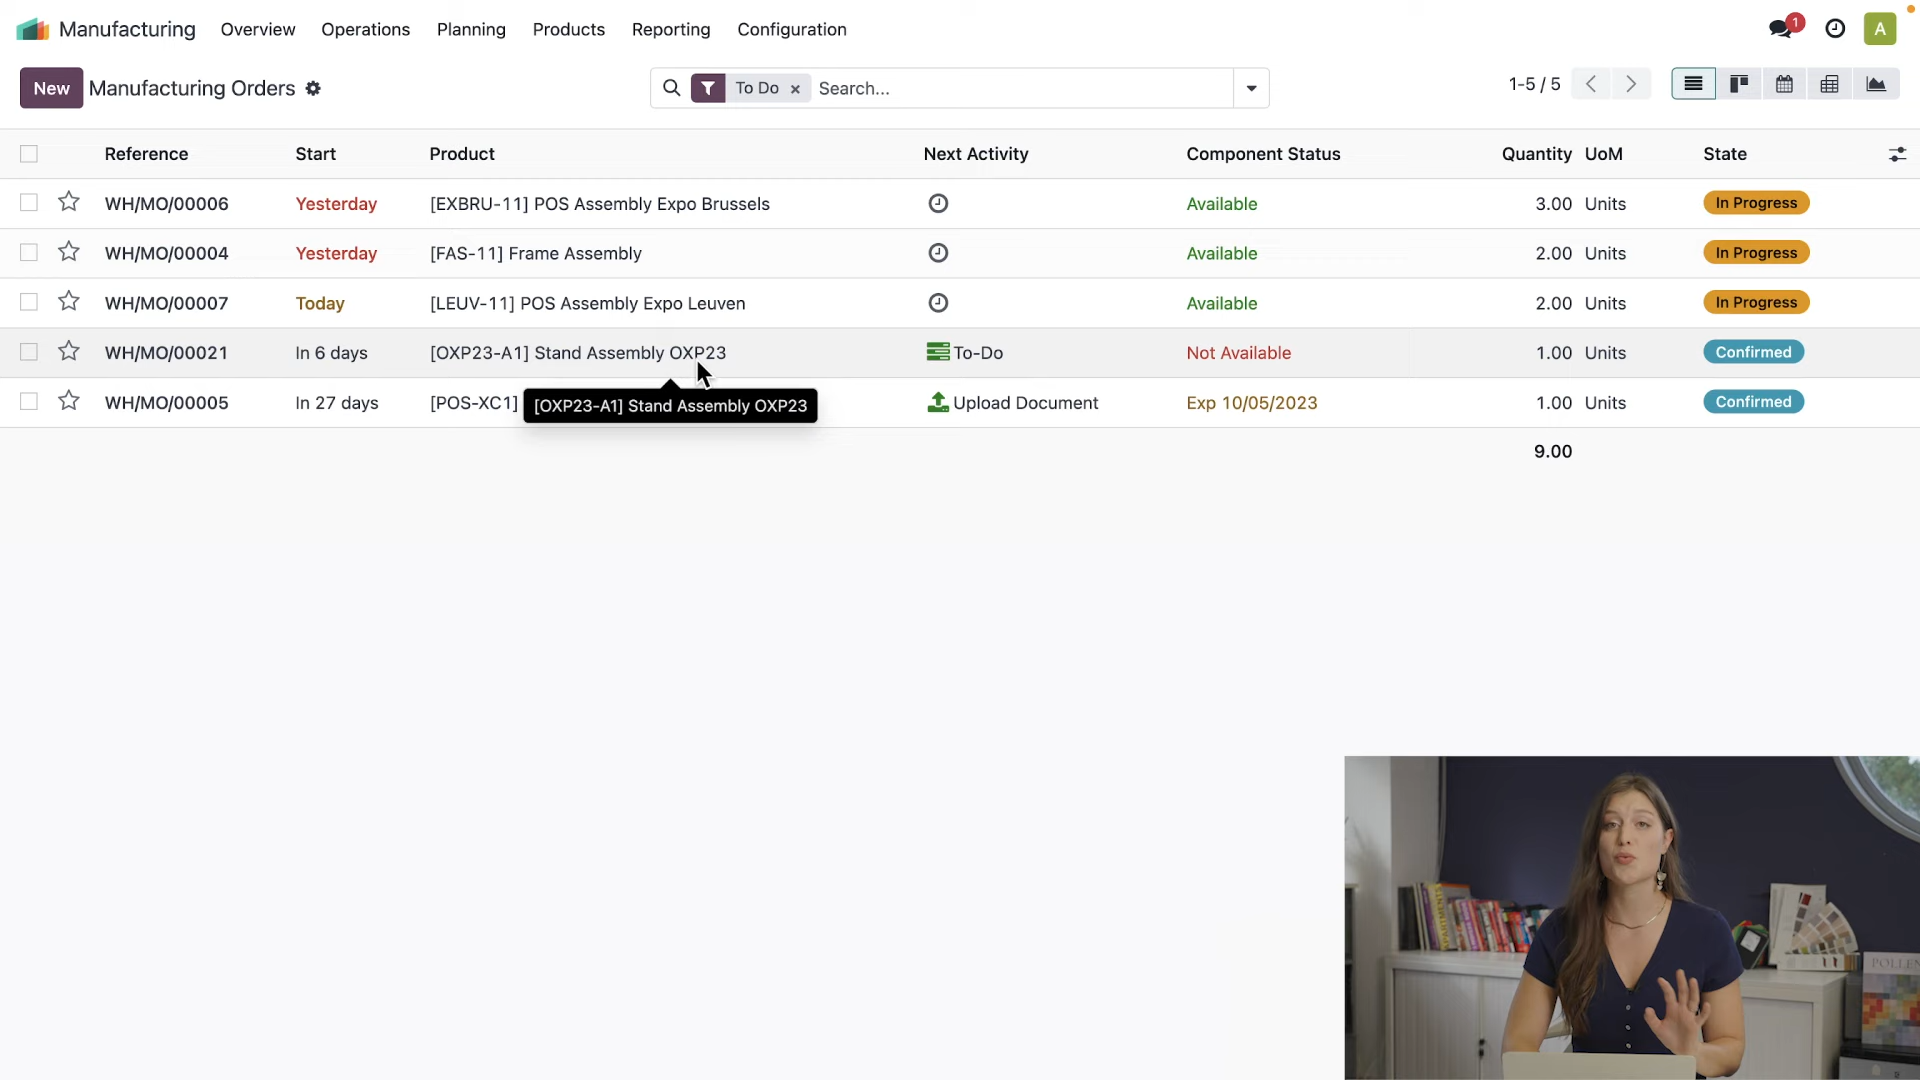 Manufacturing Overview Operations Planning Products Reporting Configuration 1 A
New Manufacturing Orders To Do × Search... 1-5 / 5
Reference Start Product Next Activity Component Status Quantity UoM State
WH/MO/00006 Yesterday [EXBRU-11] POS Assembly Expo Brussels Available 3.00 Units In Progress
WH/MO/00004 Yesterday [FAS-11] Frame Assembly Available 2.00 Units In Progress
WH/MO/00007 Today [LEUV-11] POS Assembly Expo Leuven Available 2.00 Units In Progress
WH/MO/00021 In 6 days [OXP23-A1] Stand Assembly OXP23 To-Do Not Available 1.00 Units Confirmed
WH/MO/00005 In 27 days [POS-XC1] [OXP23-A1] Stand Assembly OXP23 Upload Document Exp 10/05/2023 1.00 Units Confirmed
9.00
APARTMENTS
POLLEN